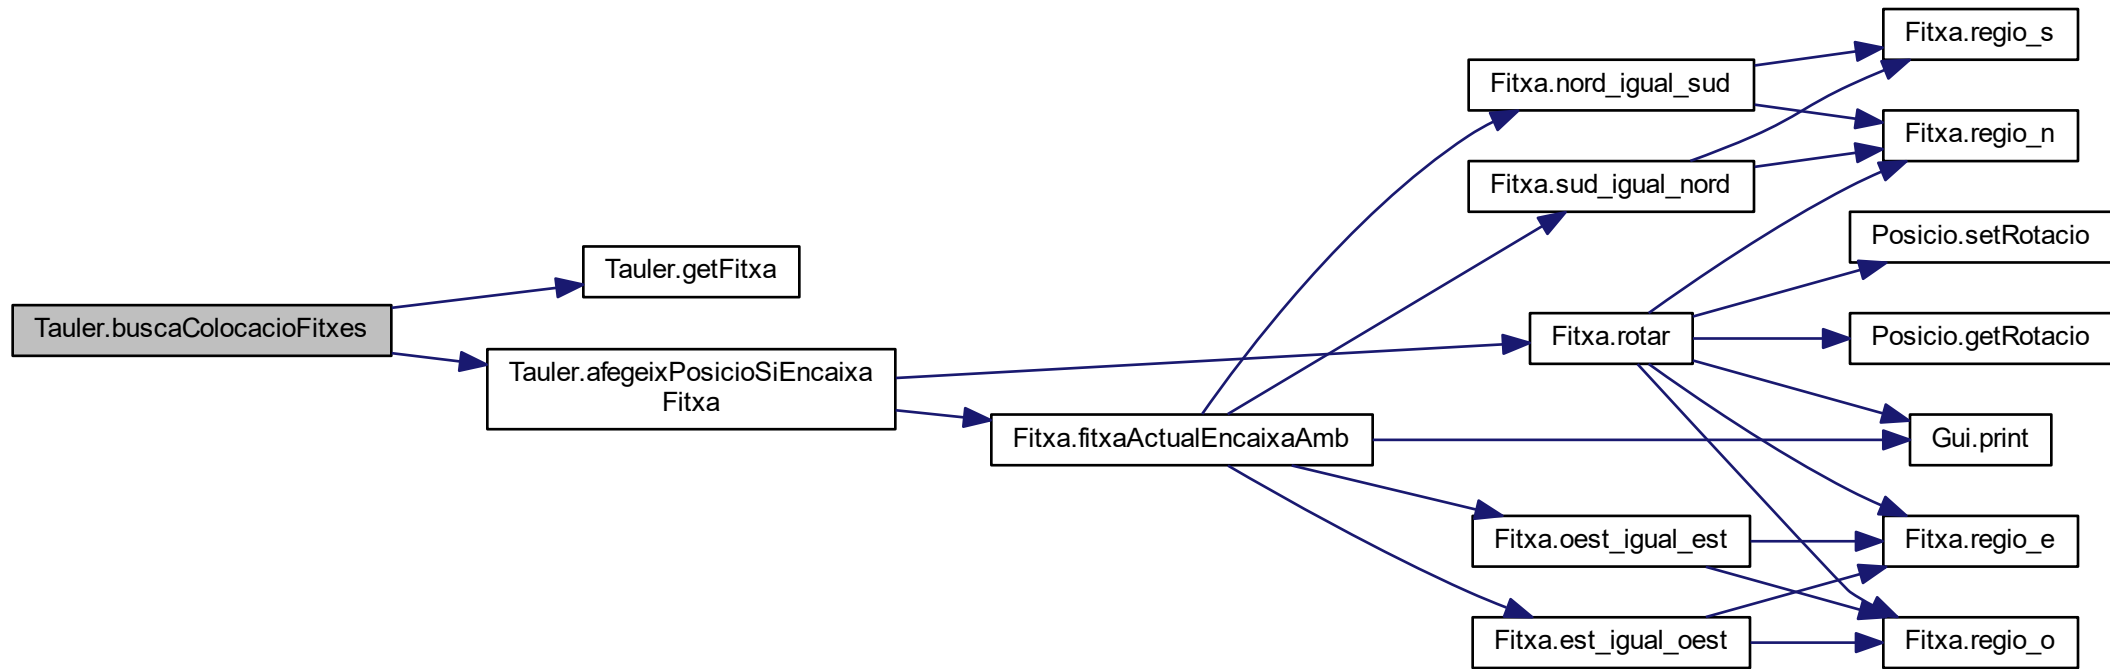 Tauler.buscaColocacioFitxes
Tauler.getFitxa
Tauler.afegeixPosicioSiEncaixa
Fitxa
Fitxa.fitxaActualEncaixaAmb
Fitxa.nord_igual_sud
Fitxa.sud_igual_nord
Fitxa.rotar
Fitxa.oest_igual_est
Fitxa.est_igual_oest
Fitxa.regio_s
Fitxa.regio_n
Posicio.setRotacio
Posicio.getRotacio
Gui.print
Fitxa.regio_e
Fitxa.regio_o